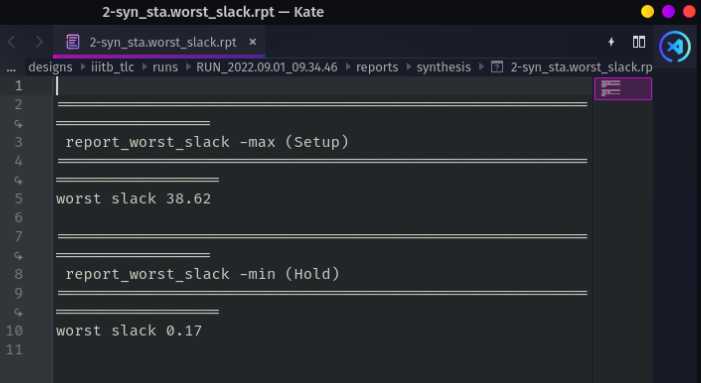 2-syn_sta.worst_slack.rpt — Kate
2-syn_sta.worst_slack.rpt ×
... designs iiitb_tlc runs RUN_2022.09.01_09.34.46 reports synthesis 2-syn_sta.worst_slack.rp
1
2 ===========================================================
===============
3 report_worst_slack -max (Setup)
4 ===========================================================
================
5 worst slack 38.62
6
7 ===========================================================
===============
8 report_worst_slack -min (Hold)
9 ===========================================================
================
10 worst slack 0.17
11